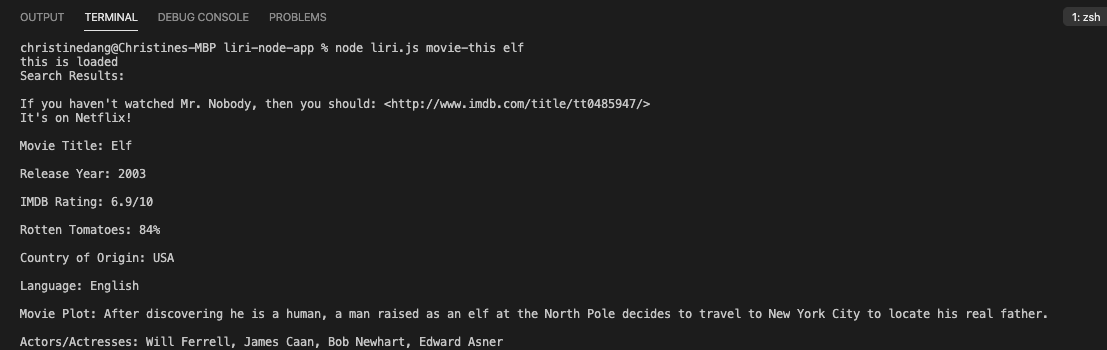 OUTPUT TERMINAL DEBUG CONSOLE PROBLEMS 1: zsh
christinedang@Christines-MBP liri-node-app % node liri.js movie-this elf
this is loaded
Search Results:
If you haven't watched Mr. Nobody, then you should: <http://www.imdb.com/title/tt0485947/>
It's on Netflix!
Movie Title: Elf
Release Year: 2003
IMDB Rating: 6.9/10
Rotten Tomatoes: 84%
Country of Origin: USA
Language: English
Movie Plot: After discovering he is a human, a man raised as an elf at the North Pole decides to travel to New York City to locate his real father.
Actors/Actresses: Will Ferrell, James Caan, Bob Newhart, Edward Asner